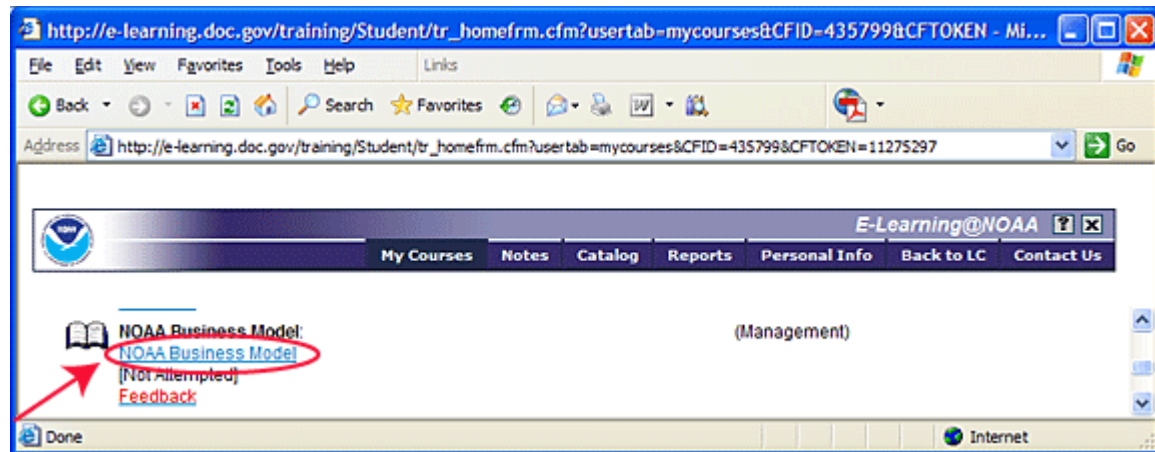 http://e-learning.doc.gov/training/Student/tr_homefrm.cfm?usertab=mycourses&CFID=435799&CFTOKEN - Mi...
File Edit View Favorites Tools Help Links
Back Search Favorites
Address http://e-learning.doc.gov/training/Student/tr_homefrm.cfm?usertab=mycourses&CFID=435799&CFTOKEN=11275297 Go
E-Learning@NOAA
NOAA
My Courses Notes Catalog Reports Personal Info Back to LC Contact Us
NOAA Business Model: (Management)
NOAA Business Model
[Not Attempted]
Feedback
Done Internet